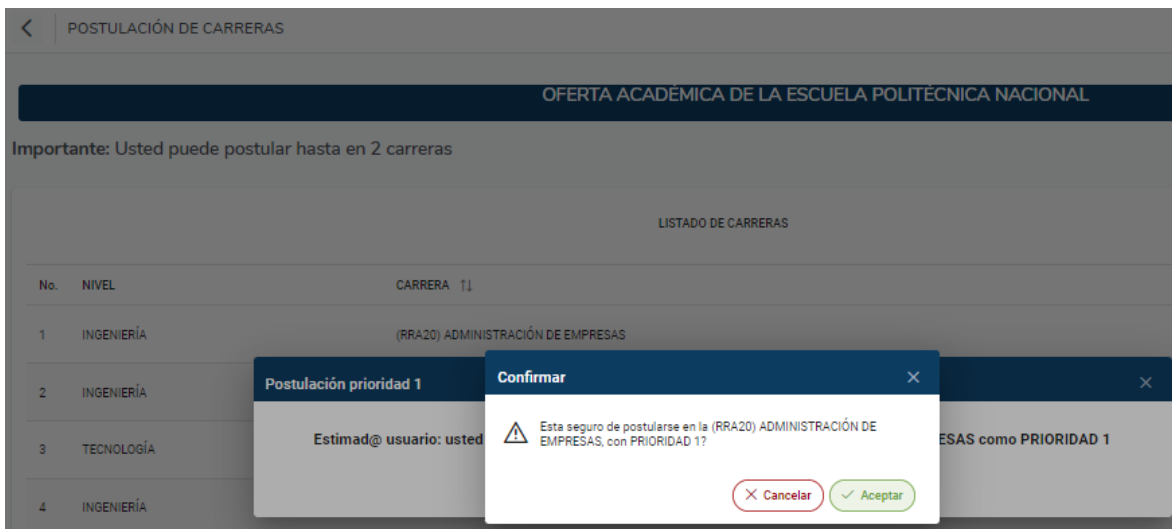 POSTULACIÓN DE CARRERAS
OFERTA ACADÉMICA DE LA ESCUELA POLITÉCNICA NACIONAL
Importante: Usted puede postular hasta en 2 carreras
LISTADO DE CARRERAS
No. NIVEL CARRERA
1 INGENIERÍA (RRA20) ADMINISTRACIÓN DE EMPRESAS
2 INGENIERÍA
3 TECNOLOGÍA
4 INGENIERÍA
Postulación prioridad 1
Estimad@ usuario: usted
ESAS como PRIORIDAD 1
Confirmar
Esta seguro de postularse en la (RRA20) ADMINISTRACIÓN DE
EMPRESAS, con PRIORIDAD 1?
Cancelar Aceptar